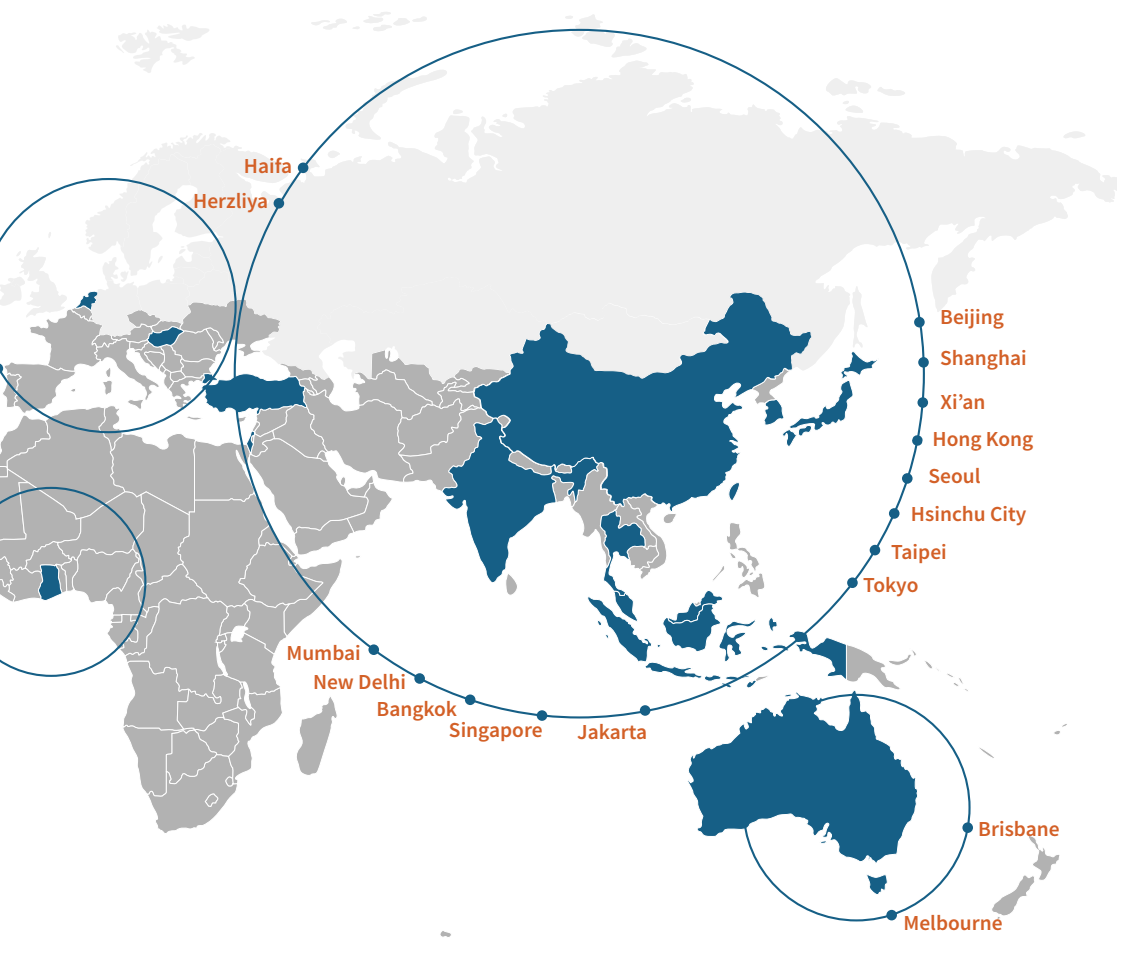 Haifa
Herzliya
Beijing
Shanghai
Xi’an
Hong Kong
Seoul
Hsinchu City
Taipei
Tokyo
Mumbai
New Delhi
Bangkok
Singapore
Jakarta
Brisbane
Melbourne